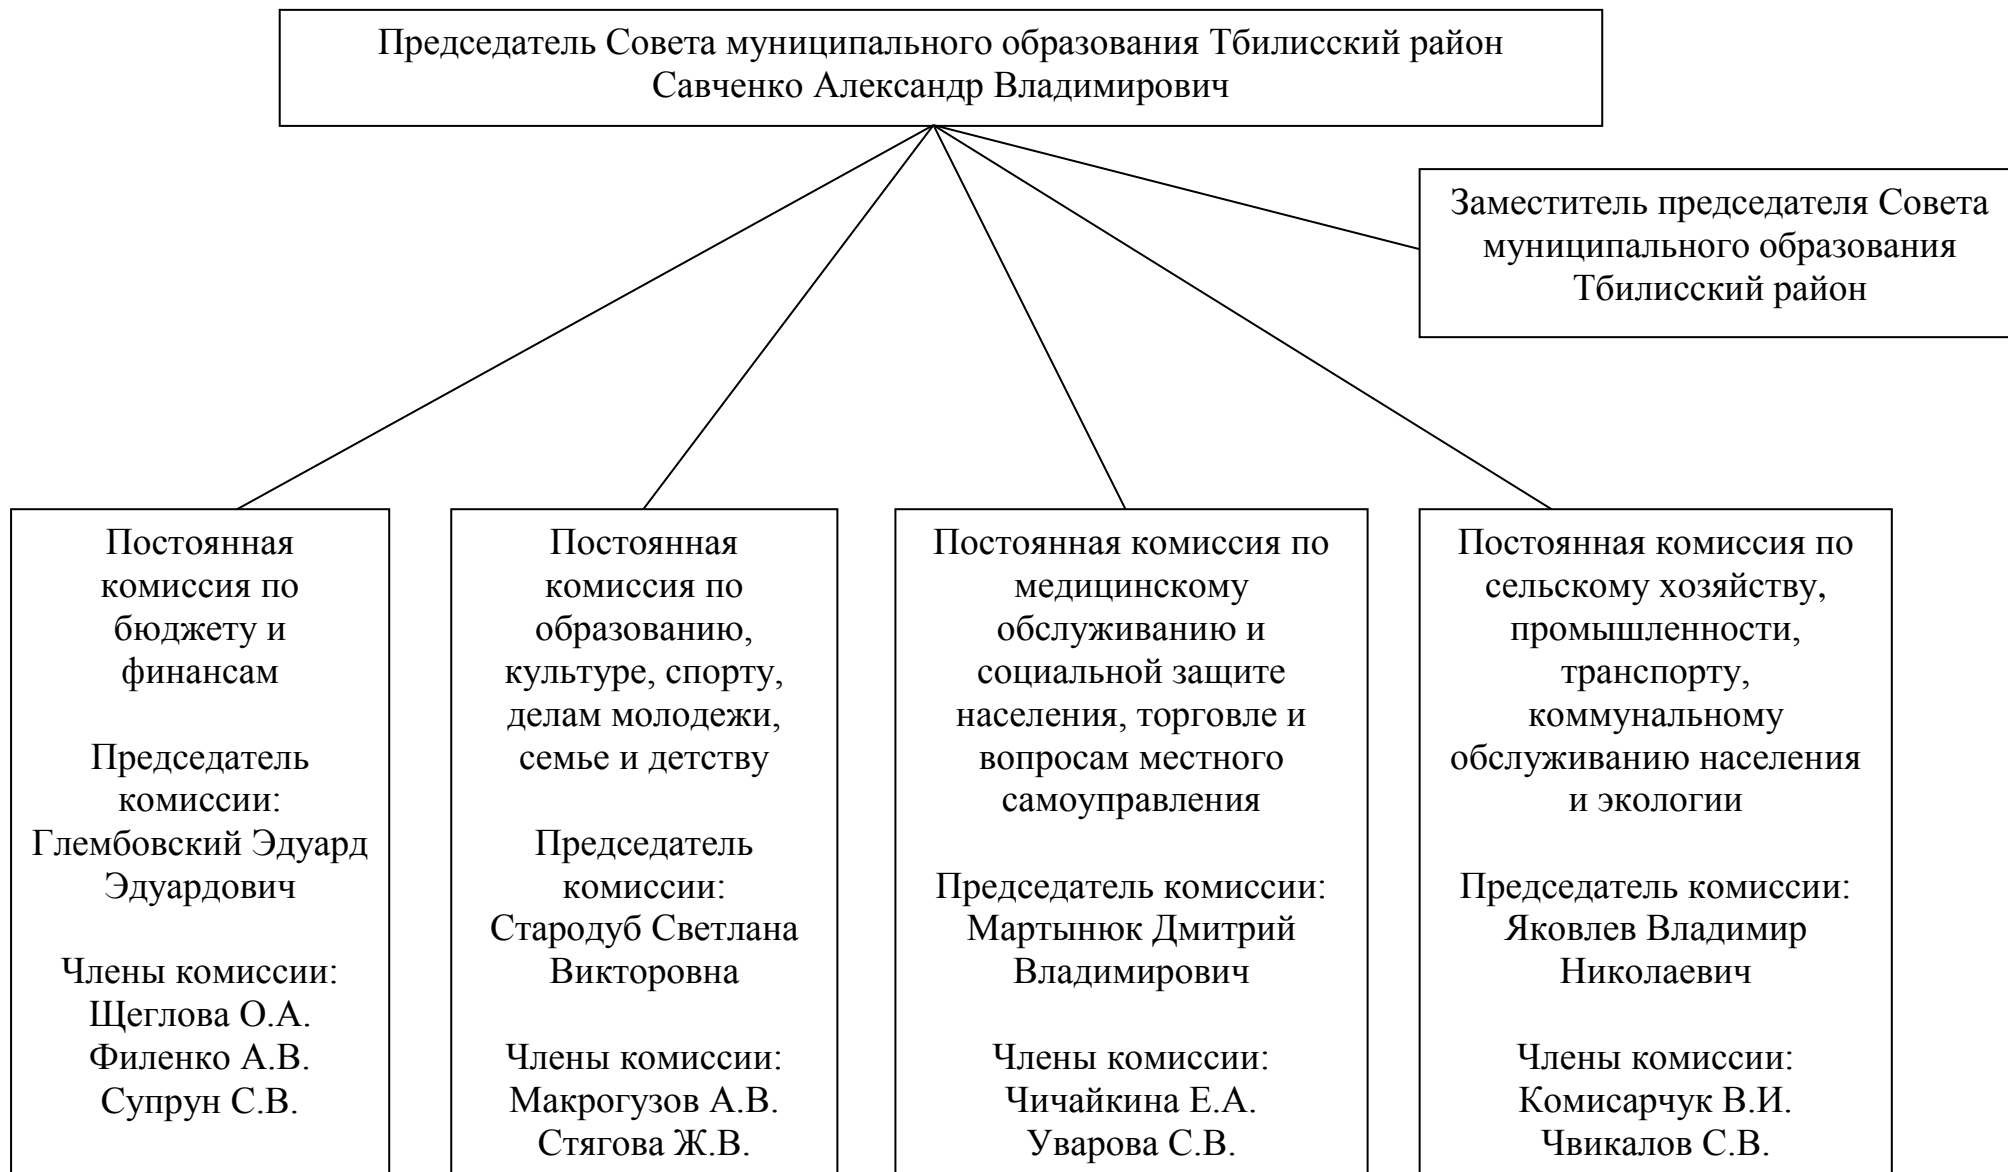 Председатель Совета муниципального образования Тбилисский район
Савченко Александр Владимирович
Заместитель председателя Совета
муниципального образования
Тбилисский район
Постоянная
комиссия по
бюджету и
финансам
Председатель
комиссии:
Глембовский Эдуард
Эдуардович
Члены комиссии:
Щеглова О.А.
Филенко А.В.
Супрун С.В.
Постоянная
комиссия по
образованию,
культуре, спорту,
делам молодежи,
семье и детству
Председатель
комиссии:
Стародуб Светлана
Викторовна
Члены комиссии:
Макрогузов А.В.
Стягова Ж.В.
Постоянная комиссия по
медицинскому
обслуживанию и
социальной защите
населения, торговле и
вопросам местного
самоуправления
Председатель комиссии:
Мартынюк Дмитрий
Владимирович
Члены комиссии:
Чичайкина Е.А.
Уварова С.В.
Постоянная комиссия по
сельскому хозяйству,
промышленности,
транспорту,
коммунальному
обслуживанию населения
и экологии
Председатель комиссии:
Яковлев Владимир
Николаевич
Члены комиссии:
Комисарчук В.И.
Чвикалов С.В.